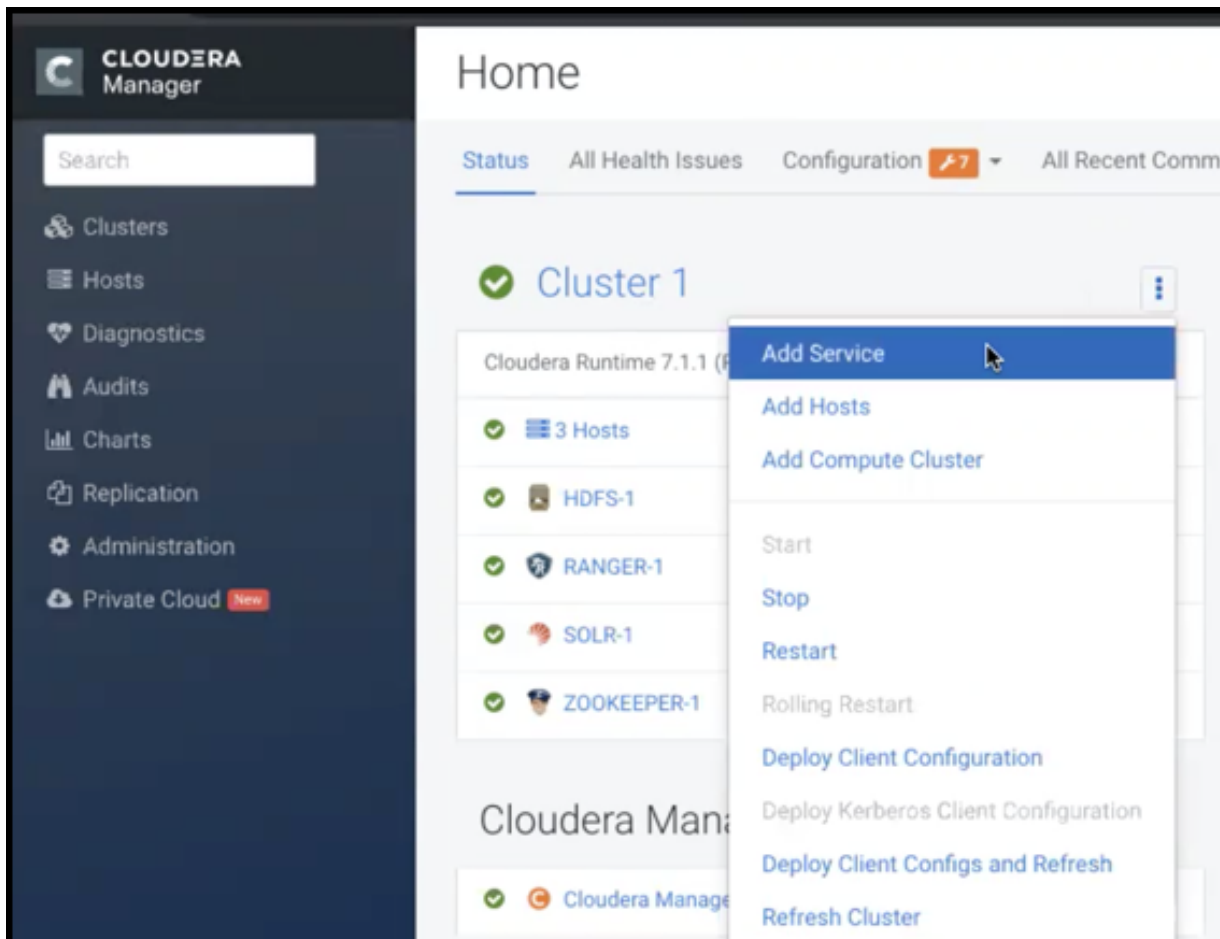 CLOUDERA
Manager
Search
Clusters
Hosts
Diagnostics
Audits
Charts
Replication
Administration
Private Cloud New
Home
Status All Health Issues Configuration 7 All Recent Comm
Cluster 1
Cloudera Runtime 7.1.1 (
3 Hosts
HDFS-1
RANGER-1
SOLR-1
ZOOKEEPER-1
Cloudera Mana
Cloudera Manage
Add Service
Add Hosts
Add Compute Cluster
Start
Stop
Restart
Rolling Restart
Deploy Client Configuration
Deploy Kerberos Client Configuration
Deploy Client Configs and Refresh
Refresh Cluster